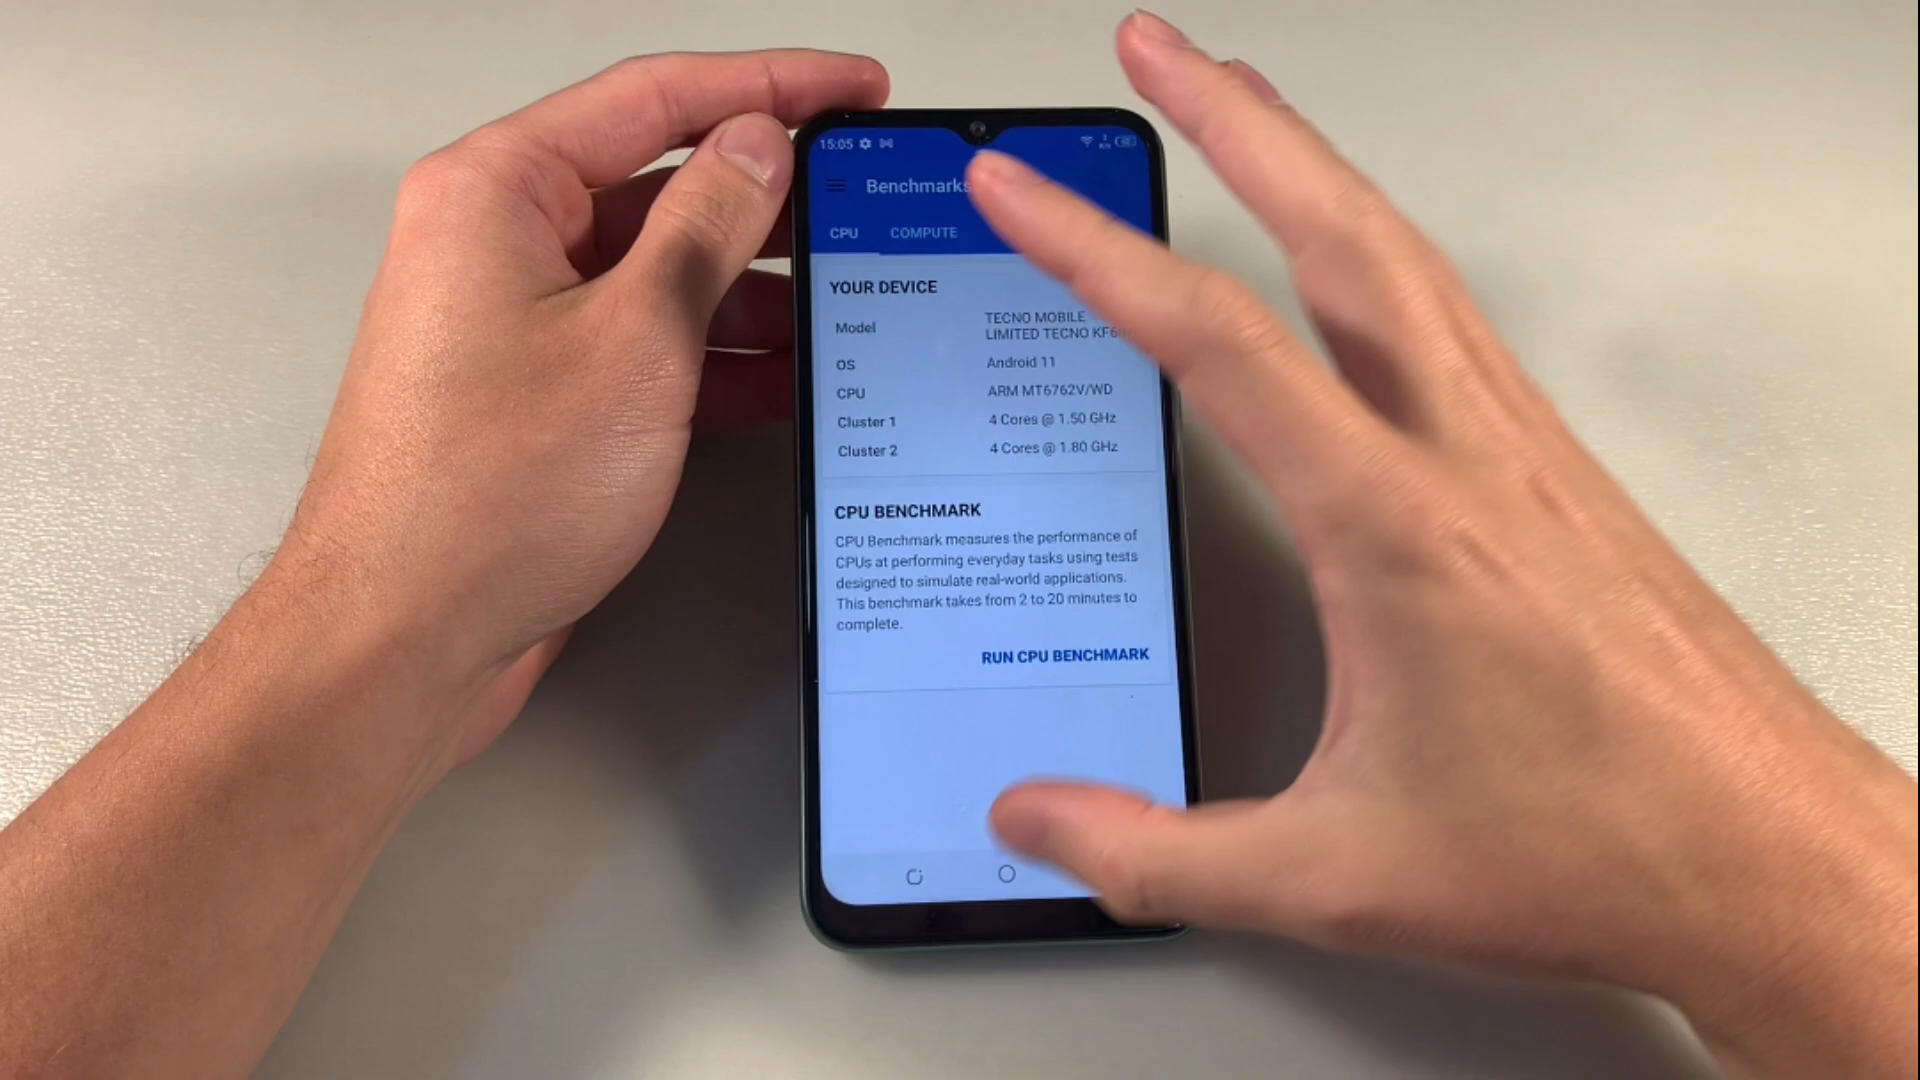 15:05
Benchmarks
CPU COMPUTE
YOUR DEVICE
Model TECNO MOBILE
LIMITED TECNO
OS Android 11
CPU ARM MT6762V/WD
Cluster 1 4 Cores @ 1.50 GHz
Cluster 2 4 Cores @ 1.80 GHz
CPU BENCHMARK
CPU Benchmark measures the performance of
CPUs at performing everyday tasks using tests
designed to simulate real-world applications.
This benchmark takes from 2 to 20 minutes to
complete.
RUN CPU BENCHMARK